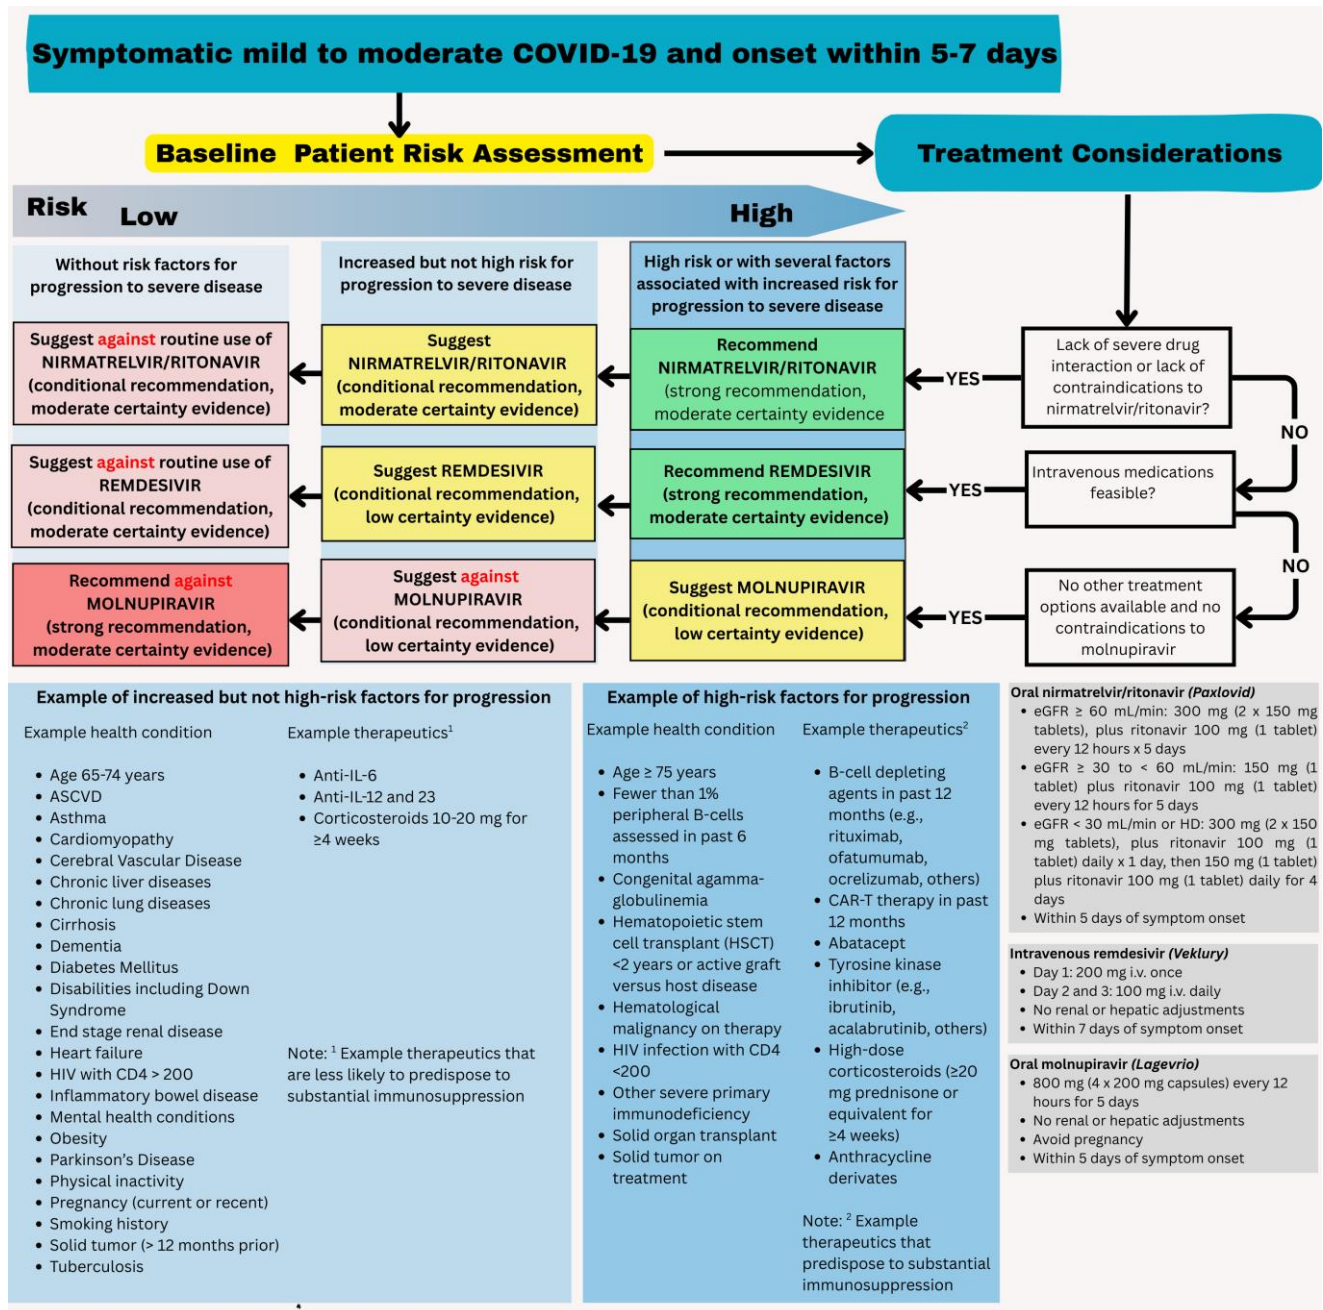 Symptomatic mild to moderate COVID-19 and onset within 5-7 days
Baseline Patient Risk Assessment
Treatment Considerations
Risk
Low
High
Without risk factors for
progression to severe disease
Increased but not high risk for
progression to severe disease
High risk or with several factors
associated with increased risk for
progression to severe disease
Suggest against routine use of
NIRMATRELVIR/RITONAVIR
(conditional recommendation,
moderate certainty evidence)
Suggest
NIRMATRELVIR/RITONAVIR
(conditional recommendation,
moderate certainty evidence)
Recommend
NIRMATRELVIR/RITONAVIR
(strong recommendation,
moderate certainty evidence
YES
Lack of severe drug
interaction or lack of
contraindications to
nirmatrelvir/ritonavir?
NO
Suggest against routine use of
REMDESIVIR
(conditional recommendation,
moderate certainty evidence)
Suggest REMDESIVIR
(conditional recommendation,
low certainty evidence)
Recommend REMDESIVIR
(strong recommendation,
moderate certainty evidence)
YES
Intravenous medications
feasible?
NO
Recommend against
MOLNUPIRAVIR
(strong recommendation,
moderate certainty evidence)
Suggest against
MOLNUPIRAVIR
(conditional recommendation,
low certainty evidence)
Suggest MOLNUPIRAVIR
(conditional recommendation,
low certainty evidence)
YES
No other treatment
options available and no
contraindications to
molnupiravir
Example of increased but not high-risk factors for progression
Example health condition
• Age 65-74 years
• ASCVD
• Asthma
• Cardiomyopathy
• Cerebral Vascular Disease
• Chronic liver diseases
• Chronic lung diseases
• Cirrhosis
• Dementia
• Diabetes Mellitus
• Disabilities including Down
Syndrome
• End stage renal disease
• Heart failure
• HIV with CD4 > 200
• Inflammatory bowel disease
• Mental health conditions
• Obesity
• Parkinson's Disease
• Physical inactivity
• Pregnancy (current or recent)
• Smoking history
• Solid tumor (> 12 months prior)
• Tuberculosis
Example therapeutics¹
• Anti-IL-6
• Anti-IL-12 and 23
• Corticosteroids 10-20 mg for
≥4 weeks
Note: ¹ Example therapeutics that
are less likely to predispose to
substantial immunosuppression
Example of high-risk factors for progression
Example health condition
• Age ≥ 75 years
• Fewer than 1%
peripheral B-cells
assessed in past 6
months
• Congenital agamma-
globulinemia
• Hematopoietic stem
cell transplant (HSCT)
<2 years or active graft
versus host disease
• Hematological
malignancy on therapy
• HIV infection with CD4
<200
• Other severe primary
immunodeficiency
• Solid organ transplant
• Solid tumor on
treatment
Example therapeutics²
• B-cell depleting
agents in past 12
months (e.g.,
rituximab,
ofatumumab,
ocrelizumab, others)
• CAR-T therapy in past
12 months
• Abatacept
• Tyrosine kinase
inhibitor (e.g.,
ibrutinib,
acalabrutinib, others)
• High-dose
corticosteroids (≥20
mg prednisone or
equivalent for
≥4 weeks)
• Anthracycline
derivates
Note: ² Example
therapeutics that
predispose to substantial
immunosuppression
Oral nirmatrelvir/ritonavir (Paxlovid)
• eGFR ≥ 60 mL/min: 300 mg (2 x 150 mg
tablets), plus ritonavir 100 mg (1 tablet)
every 12 hours x 5 days
• eGFR ≥ 30 to < 60 mL/min: 150 mg (1
tablet) plus ritonavir 100 mg (1 tablet)
every 12 hours for 5 days
• eGFR < 30 mL/min or HD: 300 mg (2 x 150
mg tablets), plus ritonavir 100 mg (1
tablet) daily x 1 day, then 150 mg (1 tablet)
plus ritonavir 100 mg (1 tablet) daily for 4
days
• Within 5 days of symptom onset
Intravenous remdesivir (Veklury)
• Day 1: 200 mg i.v. once
• Day 2 and 3: 100 mg i.v. daily
• No renal or hepatic adjustments
• Within 7 days of symptom onset
Oral molnupiravir (Lagevrio)
• 800 mg (4 x 200 mg capsules) every 12
hours for 5 days
• No renal or hepatic adjustments
• Avoid pregnancy
• Within 5 days of symptom onset